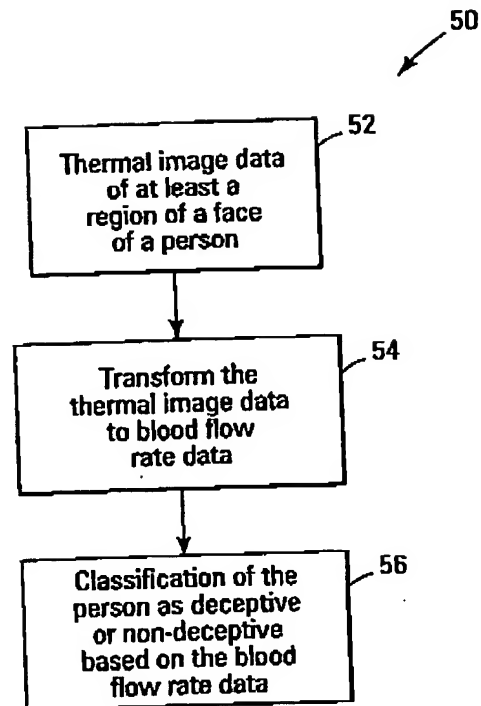 50
52
Thermal image data
of at least a
region of a face
of a person
54
Transform the
thermal image data
to blood flow
rate data
56
Classification of the
person as deceptive
or non-deceptive
based on the blood
flow rate data